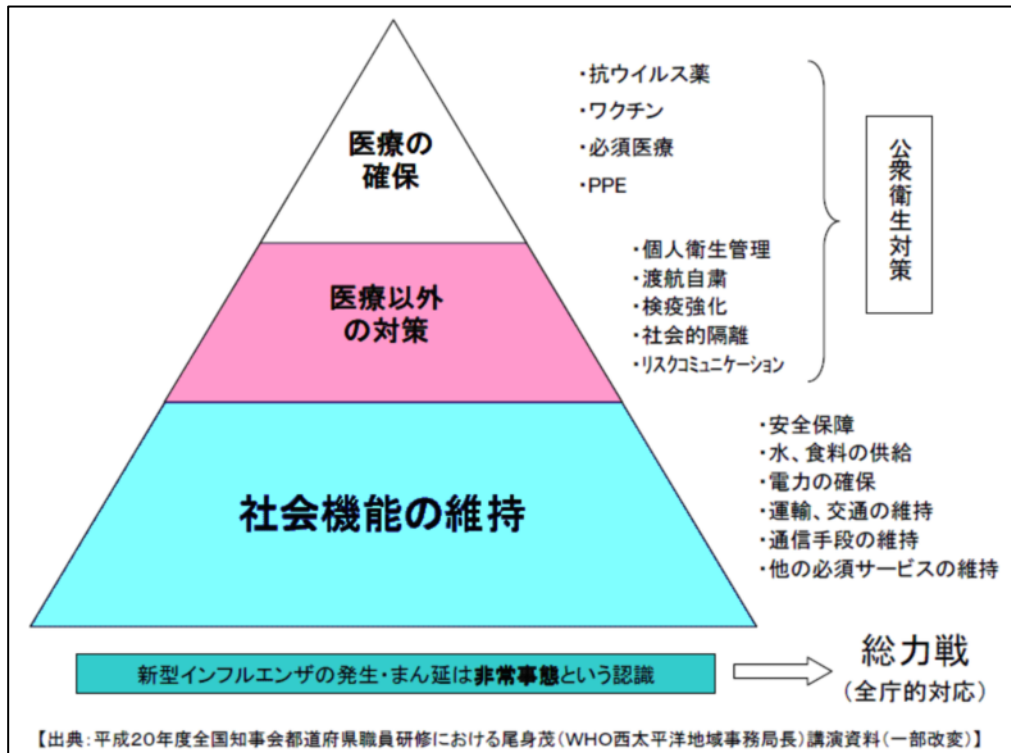 医療の
確保
・抗ウイルス薬
・ワクチン
・必須医療
・PPE
公衆衛生対策
医療以外
の対策
・個人衛生管理
・渡航自粛
・検疫強化
・社会的隔離
・リスクコミュニケーション
社会機能の維持
・安全保障
・水、食料の供給
・電力の確保
・運輸、交通の維持
・通信手段の維持
・他の必須サービスの維持
新型インフルエンザの発生・まん延は非常事態という認識
総力戦
(全庁的対応)
【出典:平成20年度全国知事会都道府県職員研修における尾身茂(WHO西太平洋地域事務局長)講演資料(一部改変)】